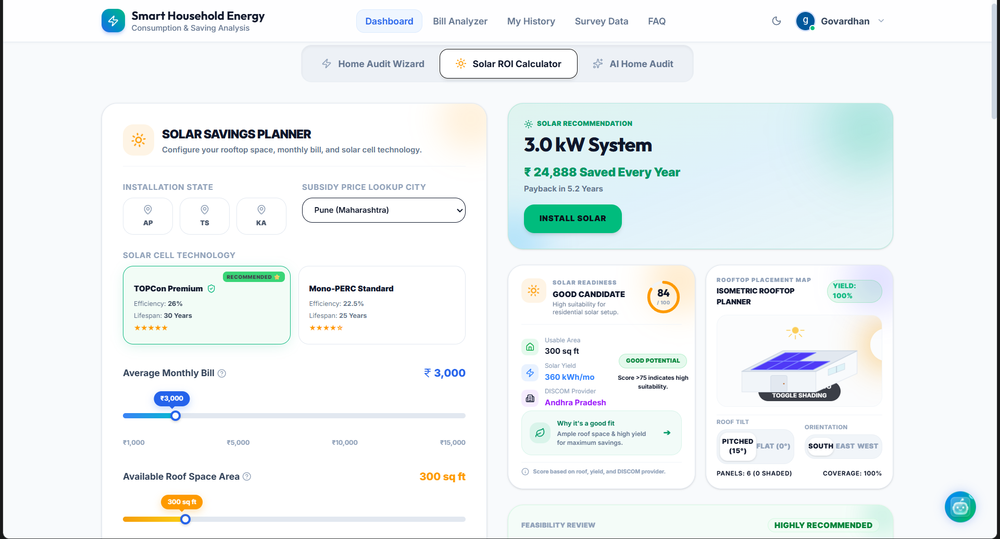 Smart Household Energy
Consumption & Saving Analysis
Dashboard
Bill Analyzer
My History
Survey Data
FAQ
g
Govardhan
Home Audit Wizard
Solar ROI Calculator
AI Home Audit
SOLAR SAVINGS PLANNER
Configure your rooftop space, monthly bill, and solar cell technology.
INSTALLATION STATE
AP
TS
KA
SUBSIDY PRICE LOOKUP CITY
Pune (Maharashtra)
SOLAR CELL TECHNOLOGY
RECOMMENDED
TOPCon Premium
Efficiency: 26%
Lifespan: 30 Years
★★★★★
Mono-PERC Standard
Efficiency: 22.5%
Lifespan: 25 Years
★★★★☆
Average Monthly Bill
₹ 3,000
₹3,000
₹1,000
₹5,000
₹10,000
₹15,000
Available Roof Space Area
300 sq ft
300 sq ft
SOLAR RECOMMENDATION
3.0 kW System
₹ 24,888 Saved Every Year
Payback in 5.2 Years
INSTALL SOLAR
SOLAR READINESS
GOOD CANDIDATE
High suitability for
residential solar setup.
84
/ 100
Usable Area
300 sq ft
Solar Yield
360 kWh/mo
DISCOM Provider
Andhra Pradesh
GOOD POTENTIAL
Score >75 indicates high
suitability.
Why it's a good fit
Ample roof space & high yield
for maximum savings.
Score based on roof, yield, and DISCOM provider.
ROOFTOP PLACEMENT MAP
ISOMETRIC ROOFTOP
PLANNER
YIELD:
100%
TOGGLE SHADING
ROOF TILT
PITCHED
(15°)
FLAT (0°)
ORIENTATION
SOUTH
EAST
WEST
PANELS: 6 (0 SHADED)
COVERAGE: 100%
FEASIBILITY REVIEW
HIGHLY RECOMMENDED